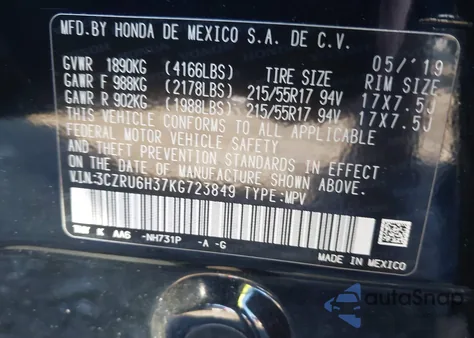 MFD.BY HONDA DE MEXICO S.A. DE C.V.
05/'19
GVWR 1890KG (4166LBS) TIRE SIZE RIM SIZE
GAWR F 988KG (2178LBS) 215/55R17 94V 17X7.5J
GAWR R 902KG (1988LBS) 215/55R17 94V 17X7.5J
THIS VEHICLE CONFORMS TO ALL APPLICABLE
FEDERAL MOTOR VEHICLE SAFETY
AND THEFT PREVENTION STANDARDS IN EFFECT
ON THE DATE OF MANUFACTURE SHOWN ABOVE.
V.I.N:3CZRU6H37KG723849 TYPE:MPV
K AAG -NH731P -A -G
MADE IN MEXICO
autoSnap